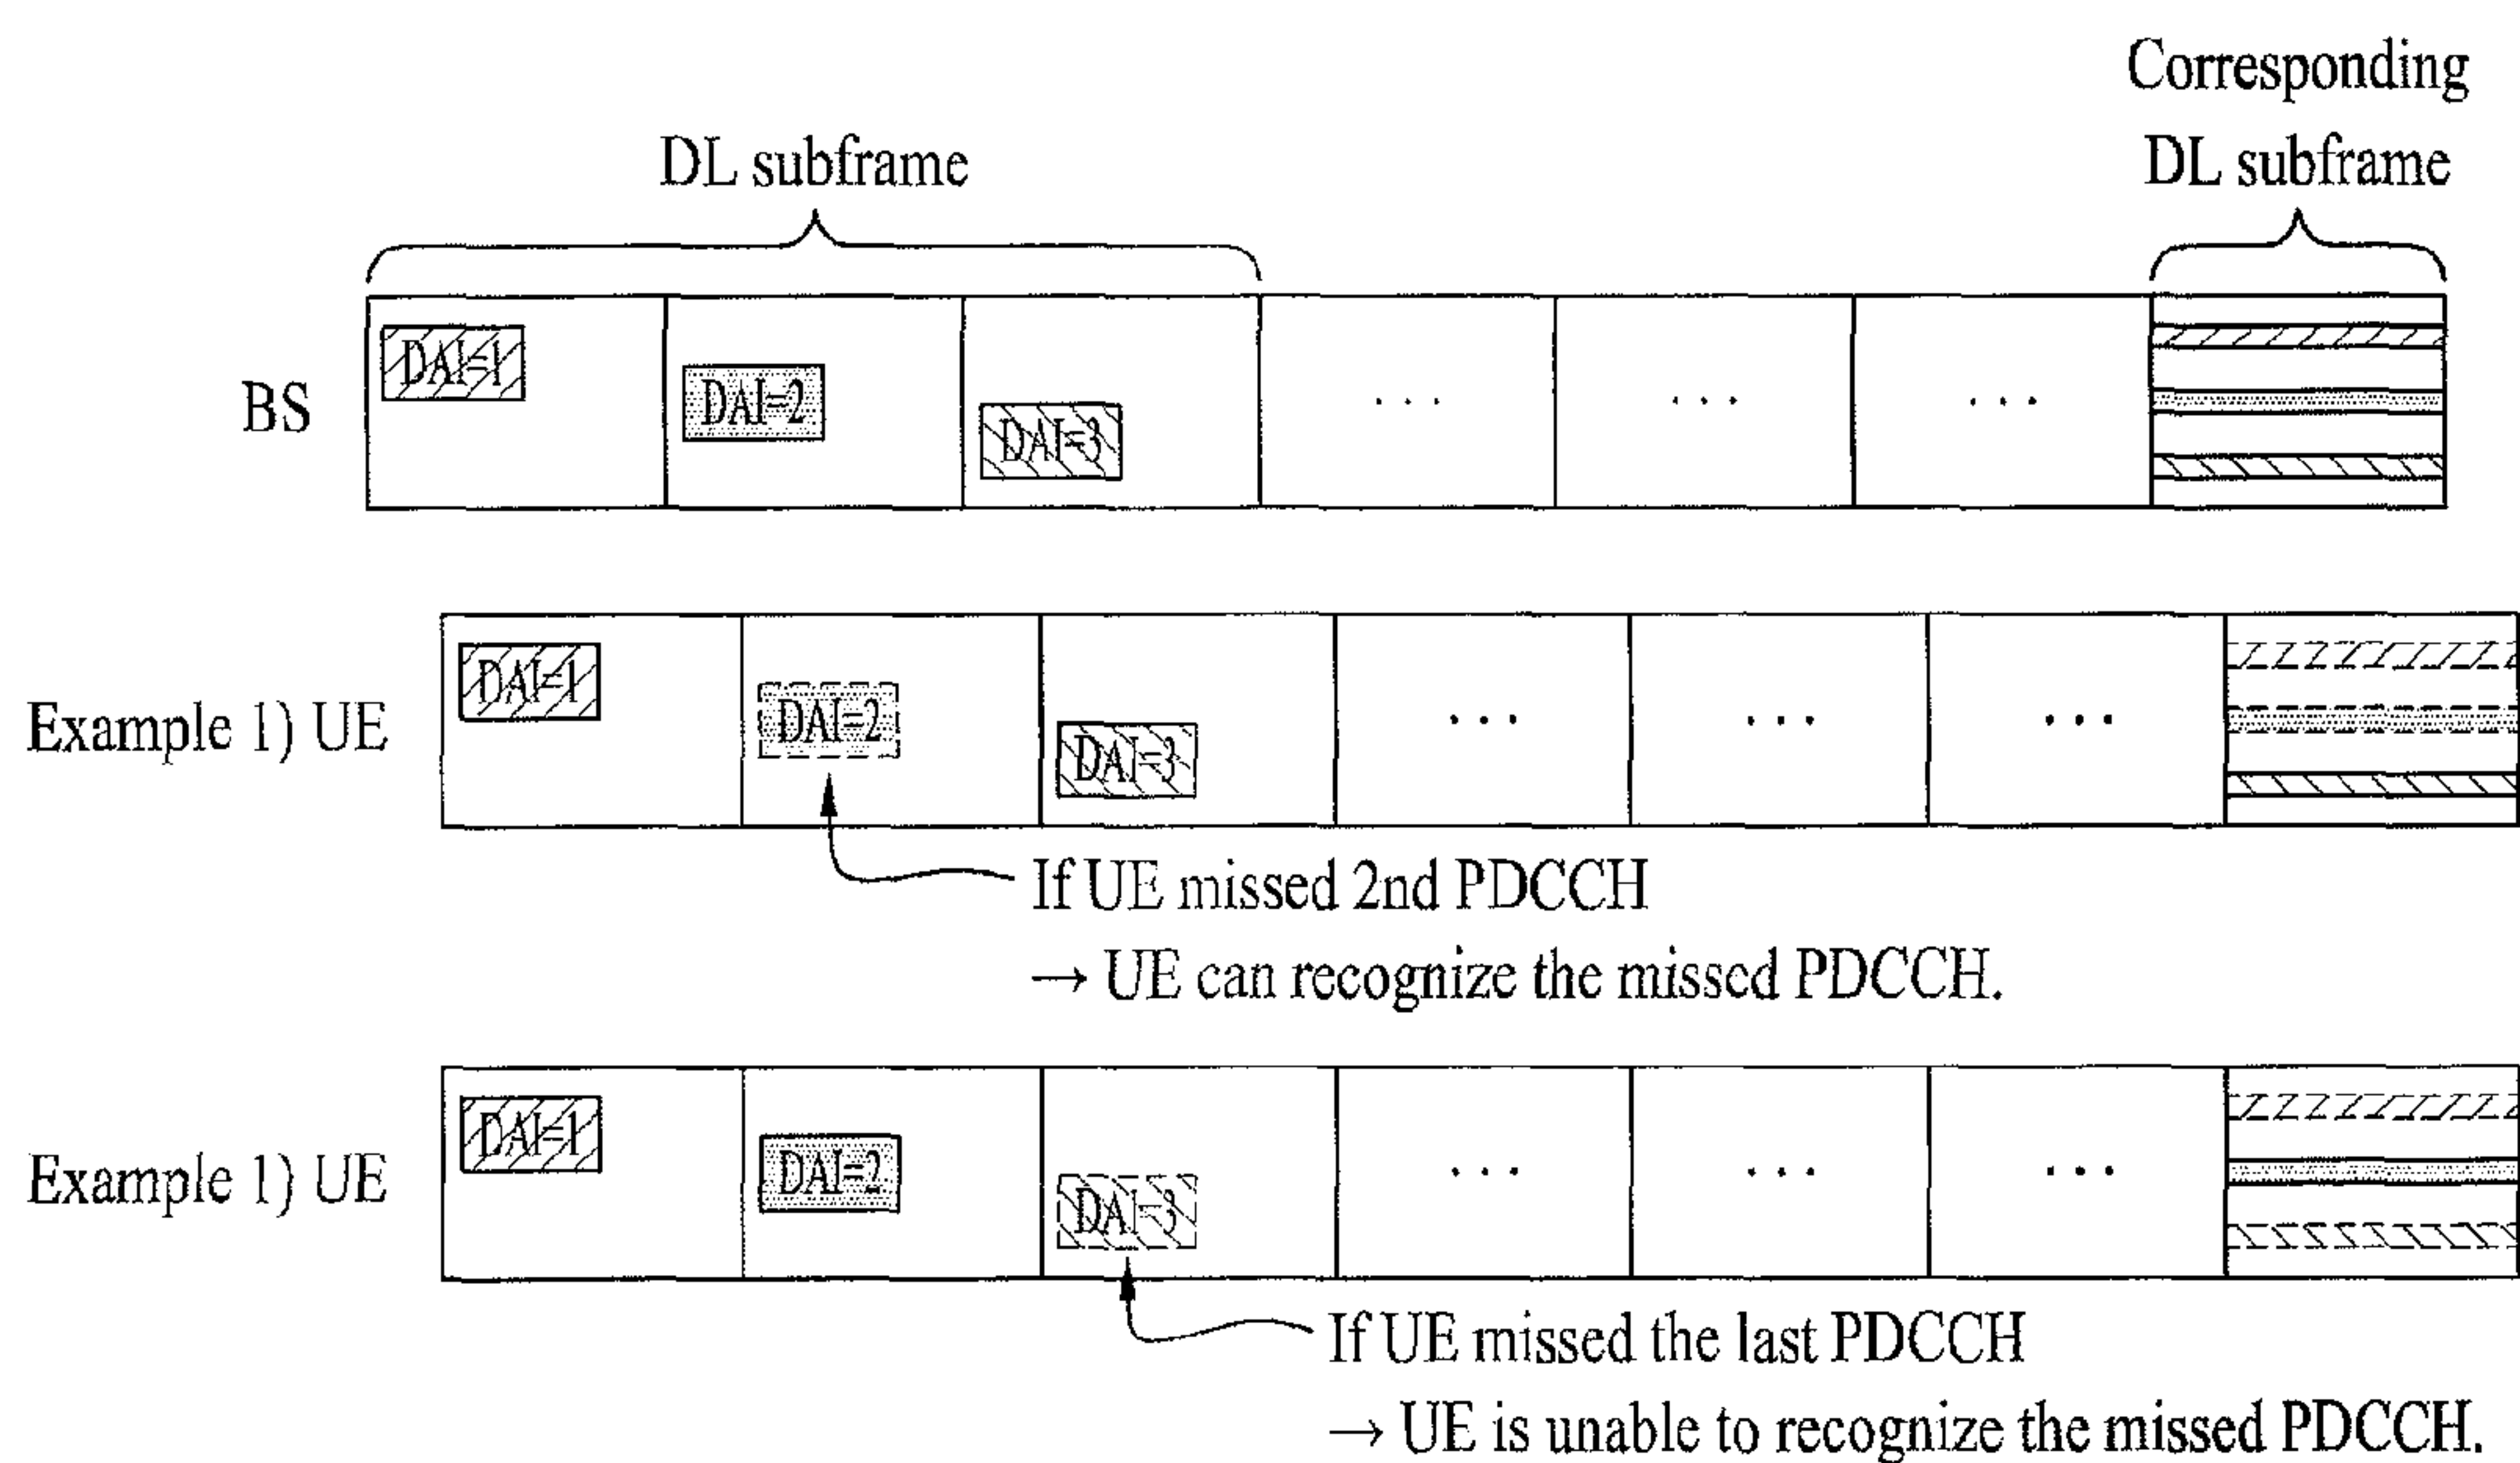 Corresponding
DL subframe
DL subframe
BS
DAI=1
DAI=2
DAI=3
...
...
...
Example 1) UE
DAI=1
DAI=2
DAI=3
...
...
...
If UE missed 2nd PDCCH
→ UE can recognize the missed PDCCH.
Example 1) UE
DAI=1
DAI=2
DAI=3
...
...
...
If UE missed the last PDCCH
→ UE is unable to recognize the missed PDCCH.